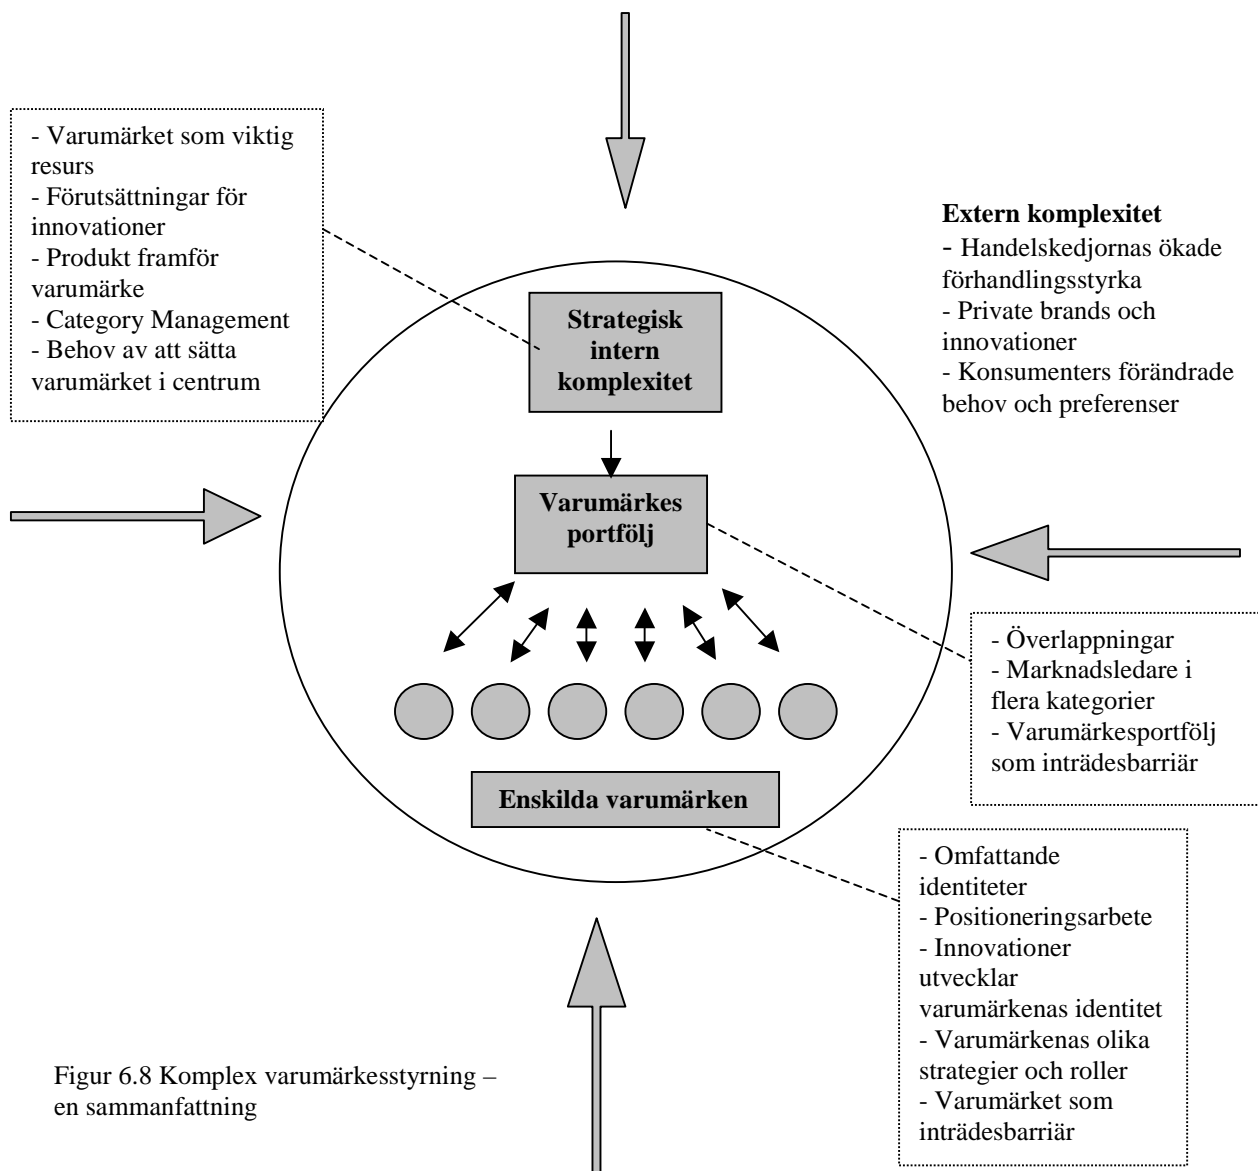 - Varumärket som viktig
resurs
- Förutsättningar för
innovationer
- Produkt framför
varumärke
- Category Management
- Behov av att sätta
varumärket i centrum
Extern komplexitet
- Handelskedjornas ökade
förhandlingsstyrka
- Private brands och
innovationer
- Konsumenters förändrade
behov och preferenser
Strategisk
intern
komplexitet
Varumärkes
portfölj
- Överlappningar
- Marknadsledare i
flera kategorier
- Varumärkesportfölj
som inträdesbarriär
Enskilda varumärken
- Omfattande
identiteter
- Positioneringsarbete
- Innovationer
utvecklar
varumärkenas identitet
- Varumärkenas olika
strategier och roller
- Varumärket som
inträdesbarriär
Figur 6.8 Komplex varumärkesstyrning –
en sammanfattning